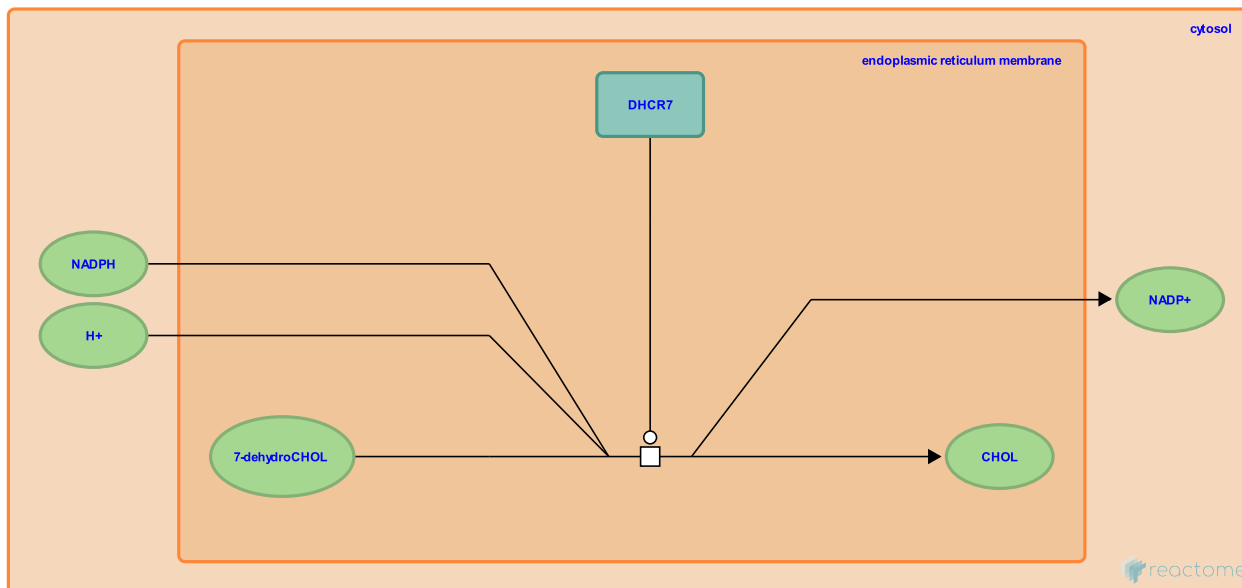 cytosol
endoplasmic reticulum membrane
DHCR7
NADPH
H+
NADP+
7-dehydroCHOL
CHOL
reactome